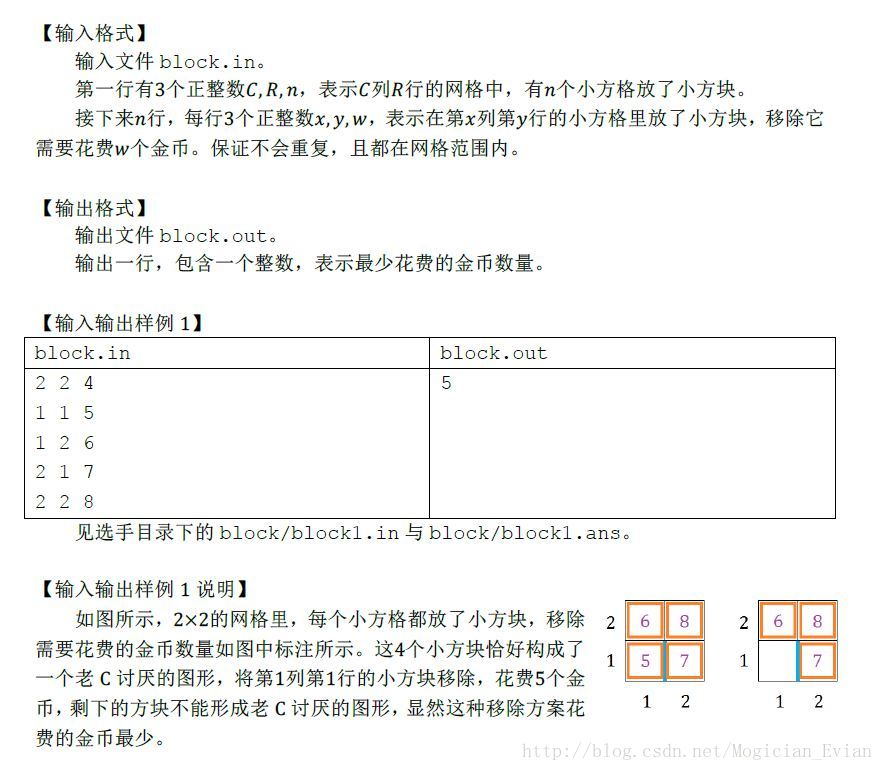 【输入格式】
输入文件 block.in。
第一行有3个正整数C,R,n，表示C列R行的网格中，有n个小方格放了小方块。
接下来n行，每行3个正整数x,y,w，表示在第x列第y行的小方格里放了小方块，移除它
需要花费w个金币。保证不会重复，且都在网格范围内。
【输出格式】
输出文件 block.out。
输出一行，包含一个整数，表示最少花费的金币数量。
【输入输出样例 1】
block.in block.out
2 2 4 5
1 1 5
1 2 6
2 1 7
2 2 8
见选手目录下的 block/block1.in 与 block/block1.ans。
【输入输出样例 1 说明】
如图所示，2×2的网格里，每个小方格都放了小方块，移除
需要花费的金币数量如图中标注所示。这4个小方块恰好构成了
一个老 C 讨厌的图形，将第1列第1行的小方块移除，花费5个金
币，剩下的方块不能形成老 C 讨厌的图形，显然这种移除方案花
费的金币最少。
2 6 8 2 6 8
1 5 7 1 7
1 2 1 2
http://blog.csdn.net/Mogician_Evian